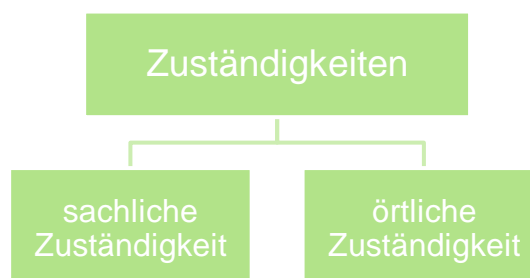 Zuständigkeiten
sachliche
Zuständigkeit
örtliche
Zuständigkeit